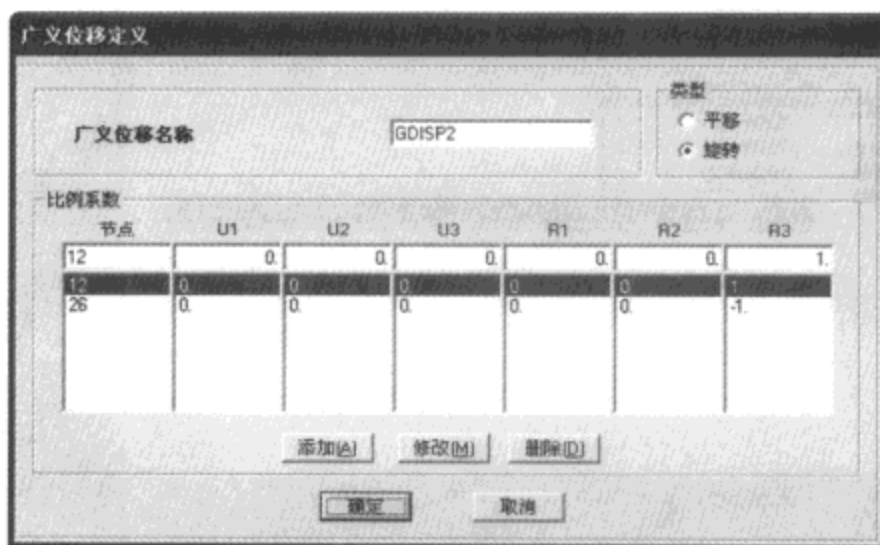 广义位移定义
类型
广义位移名称 GDISP2
平移
旋转
比例系数
节点 U1 U2 U3 R1 R2 R3
12 0. 0. 0. 0. 0. 1.
12 0. 0. 0. 0. 0. 1.
26 0. 0. 0. 0. 0. -1.
添加[A] 修改[M] 删除[D]
确定 取消